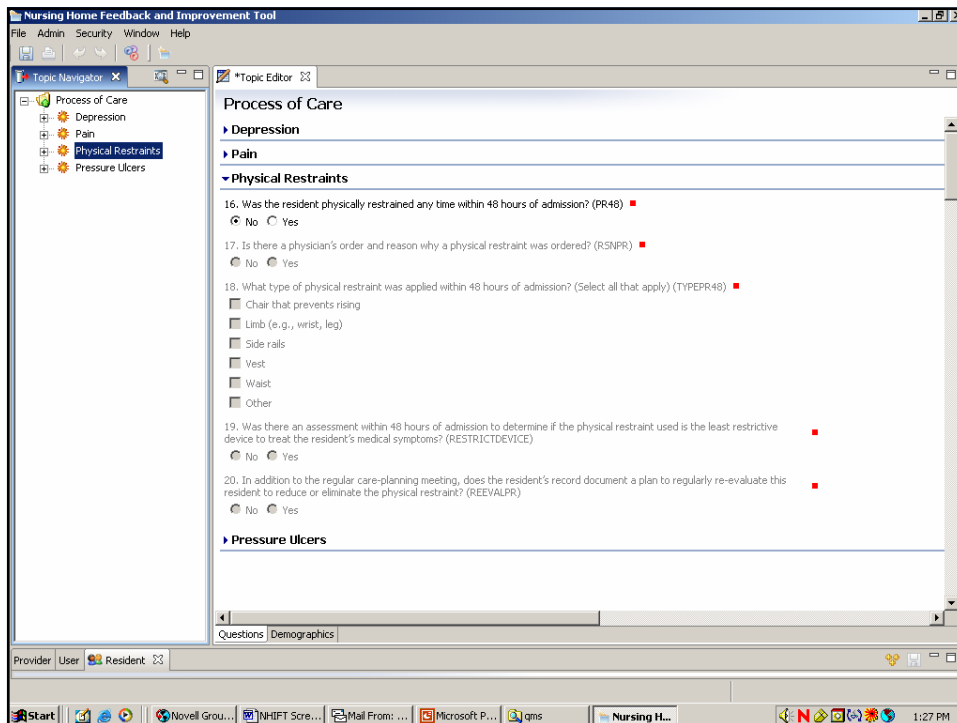 Nursing Home Feedback and Improvement Tool
File Admin Security Window Help
Topic Navigator
*Topic Editor
Process of Care
Depression
Pain
Physical Restraints
Pressure Ulcers
Process of Care
Depression
Pain
Physical Restraints
16. Was the resident physically restrained any time within 48 hours of admission? (PR48)
No Yes
17. Is there a physician's order and reason why a physical restraint was ordered? (RSNPR)
No Yes
18. What type of physical restraint was applied within 48 hours of admission? (Select all that apply) (TYPEPR48)
Chair that prevents rising
Limb (e.g., wrist, leg)
Side rails
Vest
Waist
Other
19. Was there an assessment within 48 hours of admission to determine if the physical restraint used is the least restrictive
device to treat the resident's medical symptoms? (RESTRICTDEVICE)
No Yes
20. In addition to the regular care-planning meeting, does the resident's record document a plan to regularly re-evaluate this
resident to reduce or eliminate the physical restraint? (REEVALPR)
No Yes
Pressure Ulcers
Questions Demographics
Provider User Resident
Start Novell Grou... NHIFT Scre... Mail From: ... Microsoft P... qms Nursing H... N 1:27 PM